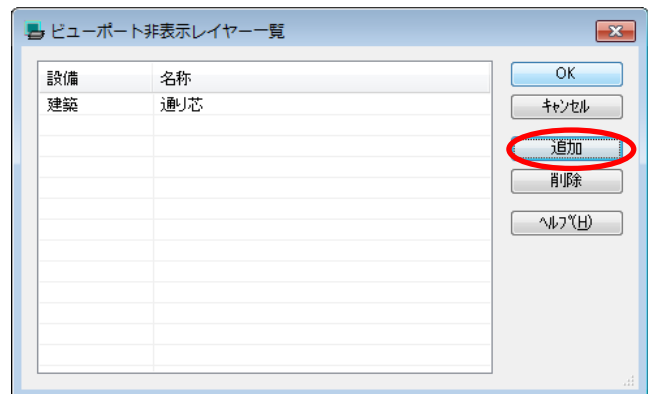 ビューポート非表示レイヤー一覧
設備 名称
建築 通り芯
OK
キャンセル
追加
削除
ヘルプ(H)